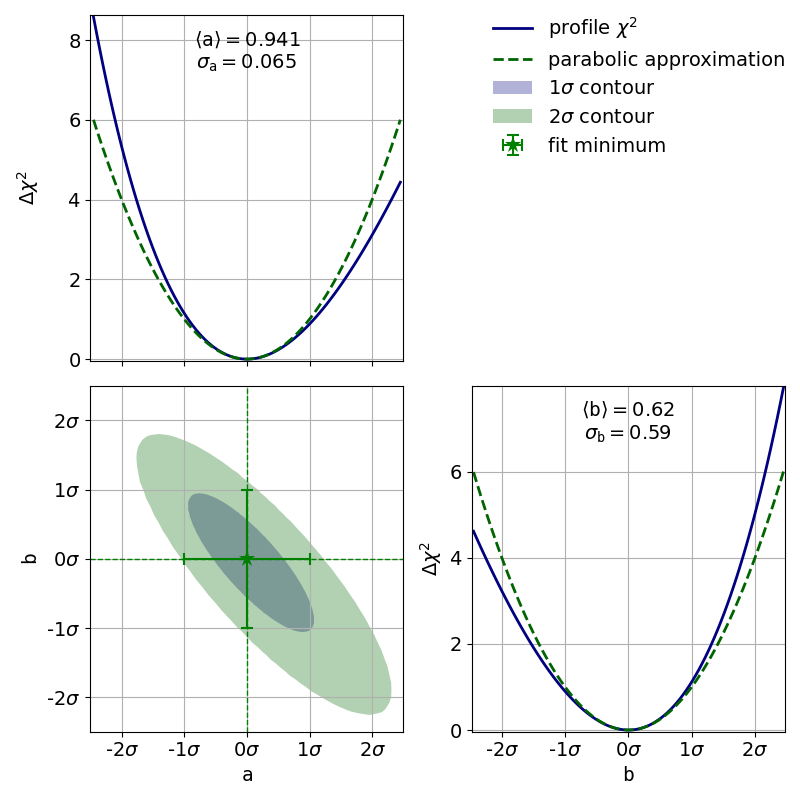 ⟨a⟩ = 0.941
σa = 0.065
8
6
4
2
0
Δχ²
profile χ²
parabolic approximation
1σ contour
2σ contour
fit minimum
2σ
1σ
0σ
-1σ
-2σ
b
-2σ -1σ 0σ 1σ 2σ
a
⟨b⟩ = 0.62
σb = 0.59
6
4
2
0
Δχ²
-2σ -1σ 0σ 1σ 2σ
b